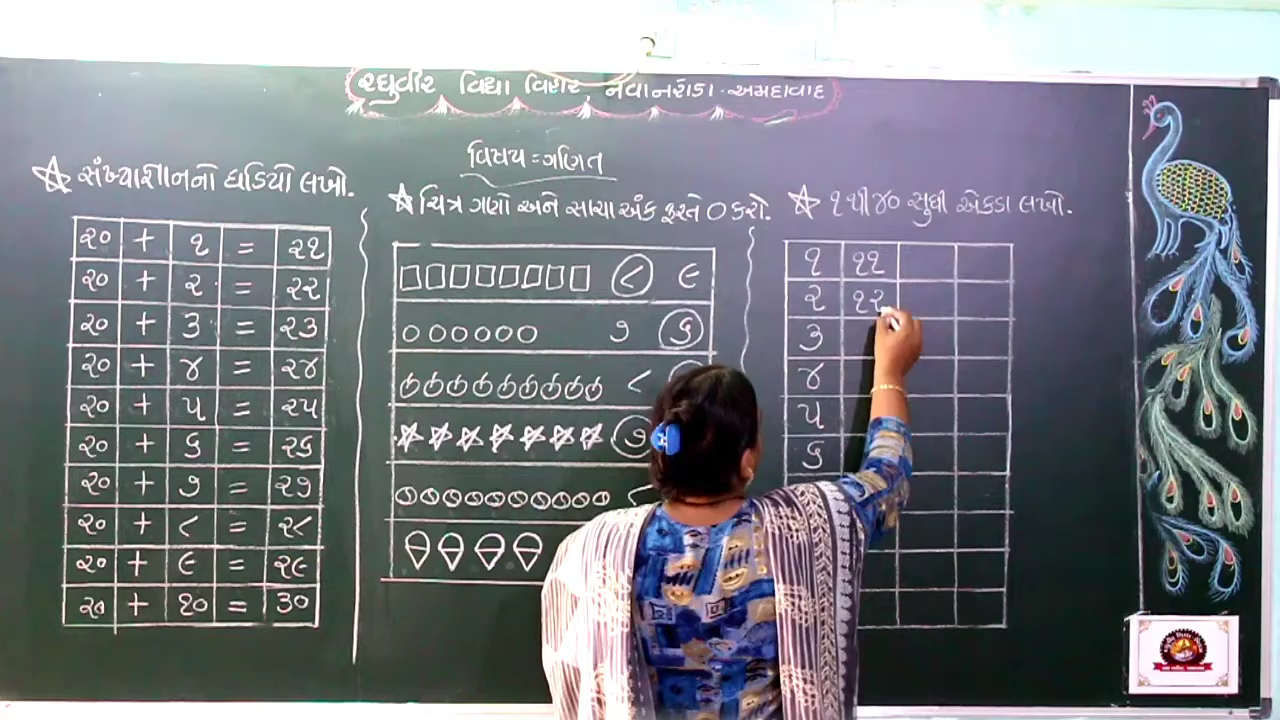 રઘુવીર વિદ્યા વિહાર, નવાનરોડા - અમદાવાદ
વિષય = ગણિત
સંખ્યાજ્ઞાનનો ઘડિયો લખો.
૨૦ + ૧ = ૨૧
૨૦ + ૨ = ૨૨
૨૦ + ૩ = ૨૩
૨૦ + ૪ = ૨૪
૨૦ + ૫ = ૨૫
૨૦ + ૬ = ૨૬
૨૦ + ૭ = ૨૭
૨૦ + ૮ = ૨૮
૨૦ + ૯ = ૨૯
૨૦ + ૧૦ = ૩૦
ચિત્ર ગણો અને સાચા અંક ફરતે O કરો.
૮ ૯
૭ ૬
૮
૭
૮
૧થી૪૦ સુધી એકડા લખો.
૧ ૧૧
૨ ૧૨
૩
૪
૫
૬